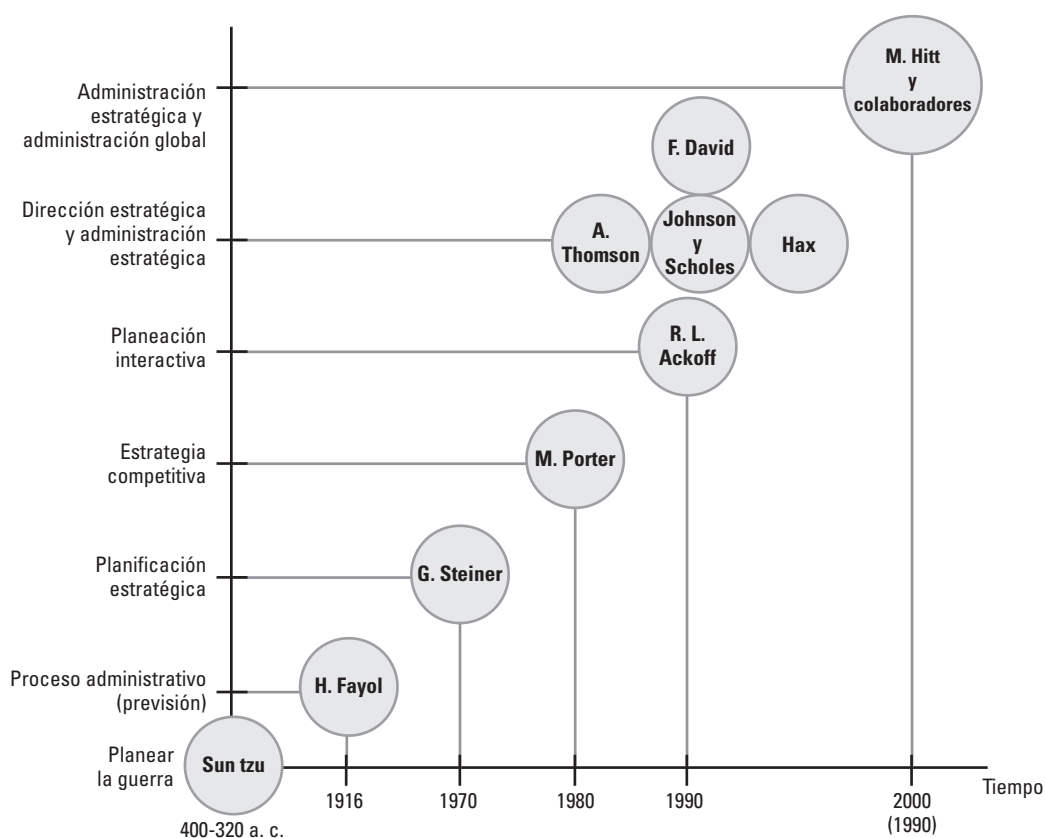 M. Hitt
y
colaboradores
Administración
estratégica y
administración global
F. David
Dirección estratégica
y administración
estratégica
A.
Thomson
Johnson
y
Scholes
Hax
Planeación
interactiva
R. L.
Ackoff
Estrategia
competitiva
M. Porter
Planificación
estratégica
G. Steiner
Proceso administrativo
(previsión)
H. Fayol
Planear
la guerra
Sun tzu
Tiempo
400-320 a. c.
1916
1970
1980
1990
2000
(1990)